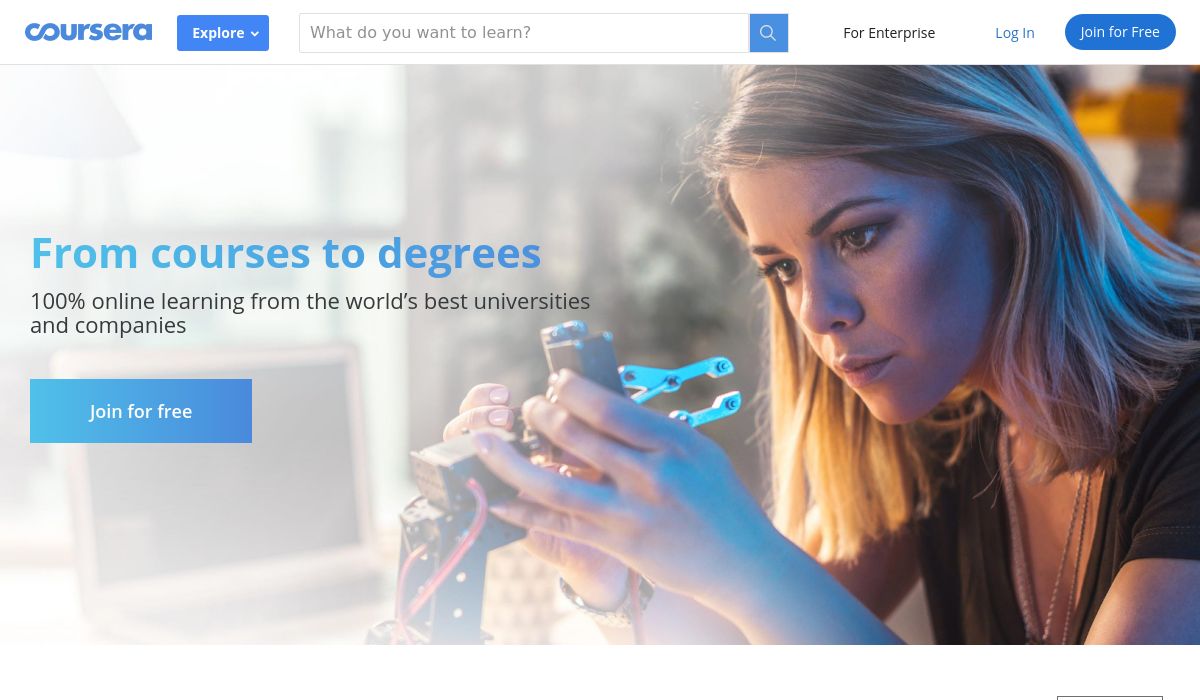 coursera
Explore
What do you want to learn?
For Enterprise
Log In
Join for Free
From courses to degrees
100% online learning from the world’s best universities
and companies
Join for free